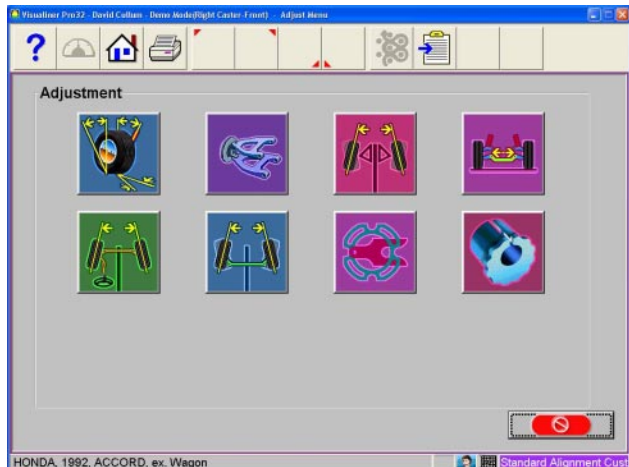 Visualiner Pro32 - David Cullum - Demo Mode(Right Caster-Front) - Adjust Menu
?
Adjustment
HONDA, 1992, ACCORD, ex. Wagon
Standard Alignment Cust